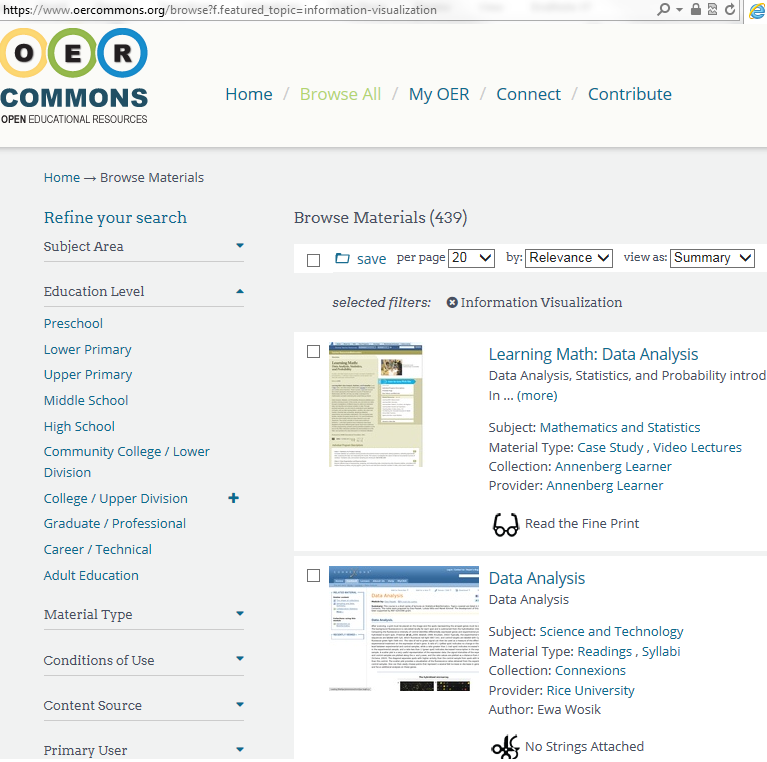 https://www.oercommons.org/browse?f.featured_topic=information-visualization
OER
COMMONS
OPEN EDUCATIONAL RESOURCES
Home / Browse All / My OER / Connect / Contribute
Home → Browse Materials
Refine your search
Subject Area
Education Level
Preschool
Lower Primary
Upper Primary
Middle School
High School
Community College / Lower
Division
College / Upper Division
Graduate / Professional
Career / Technical
Adult Education
Material Type
Conditions of Use
Content Source
Primary User
Browse Materials (439)
save per page 20 by: Relevance view as: Summary
selected filters: Information Visualization
Learning Math: Data Analysis
Data Analysis, Statistics, and Probability introd
In ... (more)
Subject: Mathematics and Statistics
Material Type: Case Study , Video Lectures
Collection: Annenberg Learner
Provider: Annenberg Learner
Read the Fine Print
Data Analysis
Data Analysis
Data Analysis
Subject: Science and Technology
Material Type: Readings , Syllabi
Collection: Connexions
Provider: Rice University
Author: Ewa Wosik
No Strings Attached